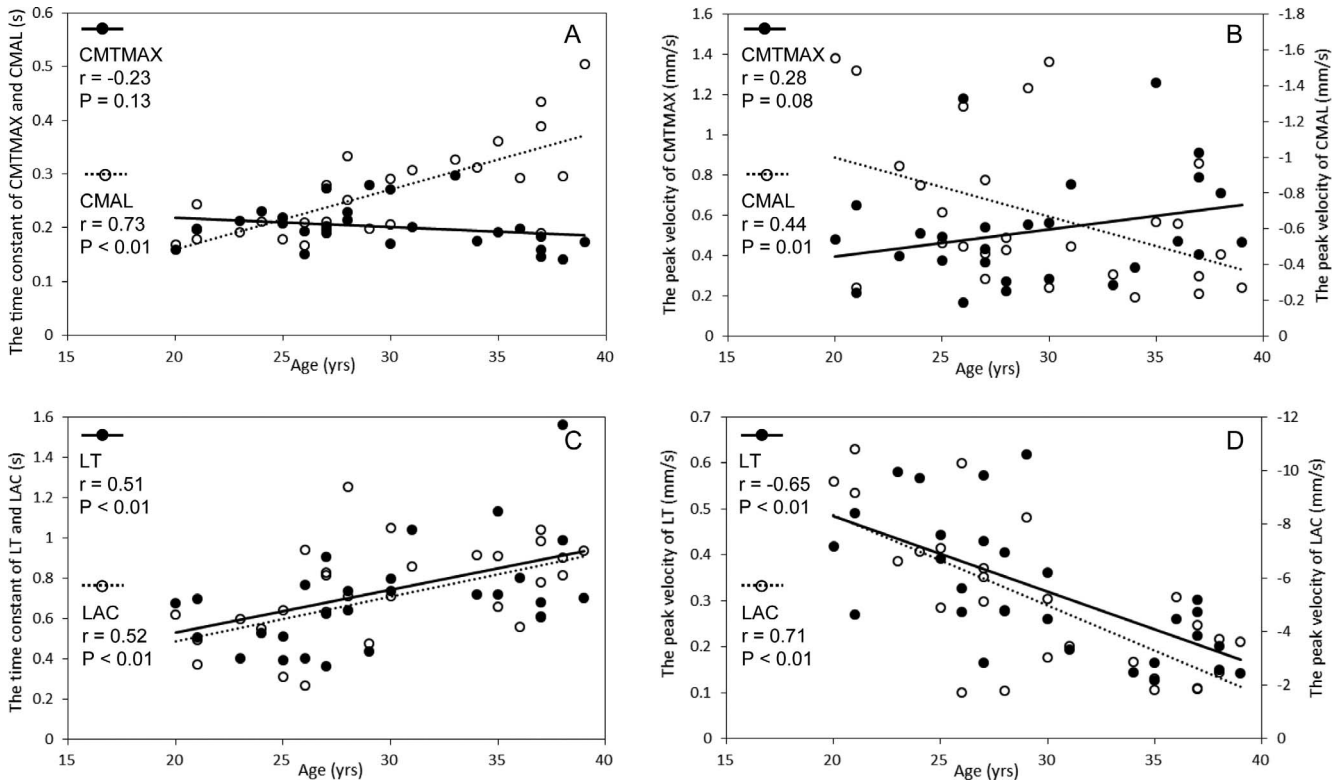 The time constant of CMTMAX and CMAL (s)
0.6
0.5
0.4
0.3
0.2
0.1
0
A
CMTMAX
r = -0.23
P = 0.13
CMAL
r = 0.73
P < 0.01
15 20 25 30 35 40
Age (yrs)
The peak velocity of CMTMAX (mm/s)
1.6
1.4
1.2
1
0.8
0.6
0.4
0.2
0
B
CMTMAX
r = 0.28
P = 0.08
CMAL
r = 0.44
P = 0.01
-1.8
-1.6
-1.4
-1.2
-1
-0.8
-0.6
-0.4
-0.2
0
The peak velocity of CMAL (mm/s)
15 20 25 30 35 40
Age (yrs)
The time constant of LT and LAC (s)
1.6
1.4
1.2
1
0.8
0.6
0.4
0.2
0
C
LT
r = 0.51
P < 0.01
LAC
r = 0.52
P < 0.01
15 20 25 30 35 40
Age (yrs)
The peak velocity of LT (mm/s)
0.7
0.6
0.5
0.4
0.3
0.2
0.1
0
D
LT
r = -0.65
P < 0.01
LAC
r = 0.71
P < 0.01
-12
-10
-8
-6
-4
-2
0
The peak velocity of LAC (mm/s)
15 20 25 30 35 40
Age (yrs)